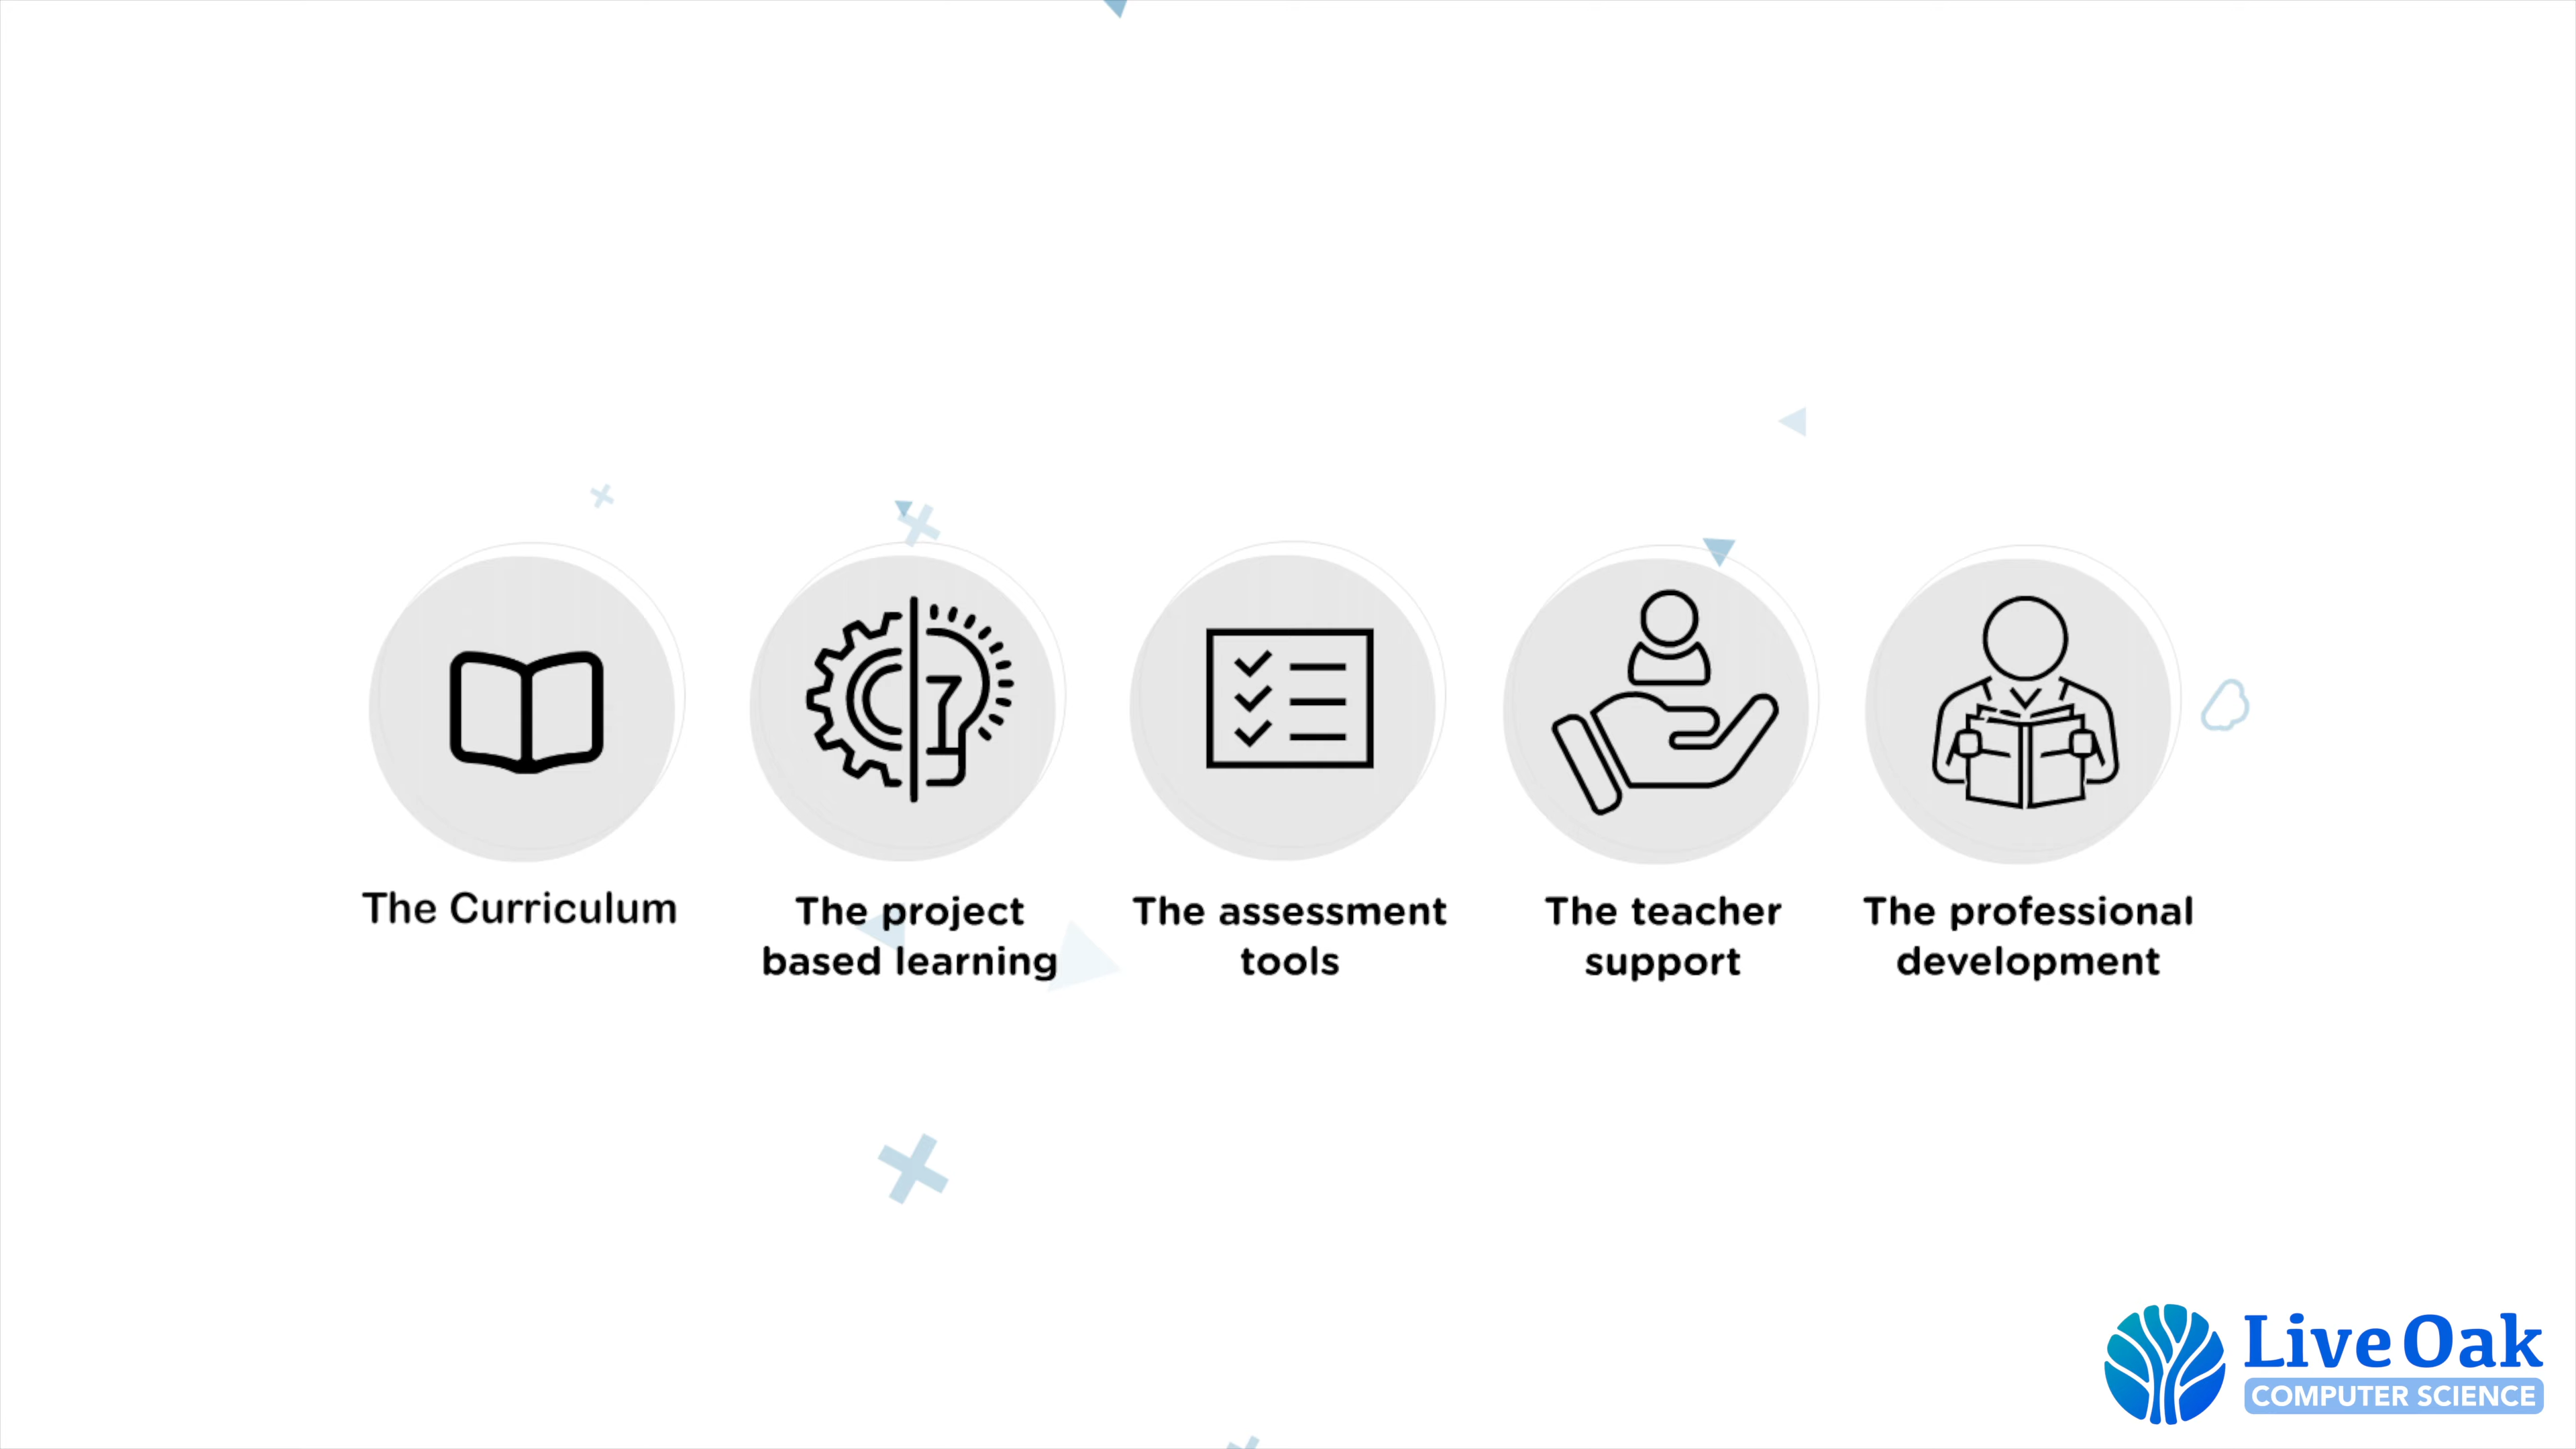 The Curriculum
The project
based learning
The assessment
tools
The teacher
support
The professional
development
Live Oak
COMPUTER SCIENCE